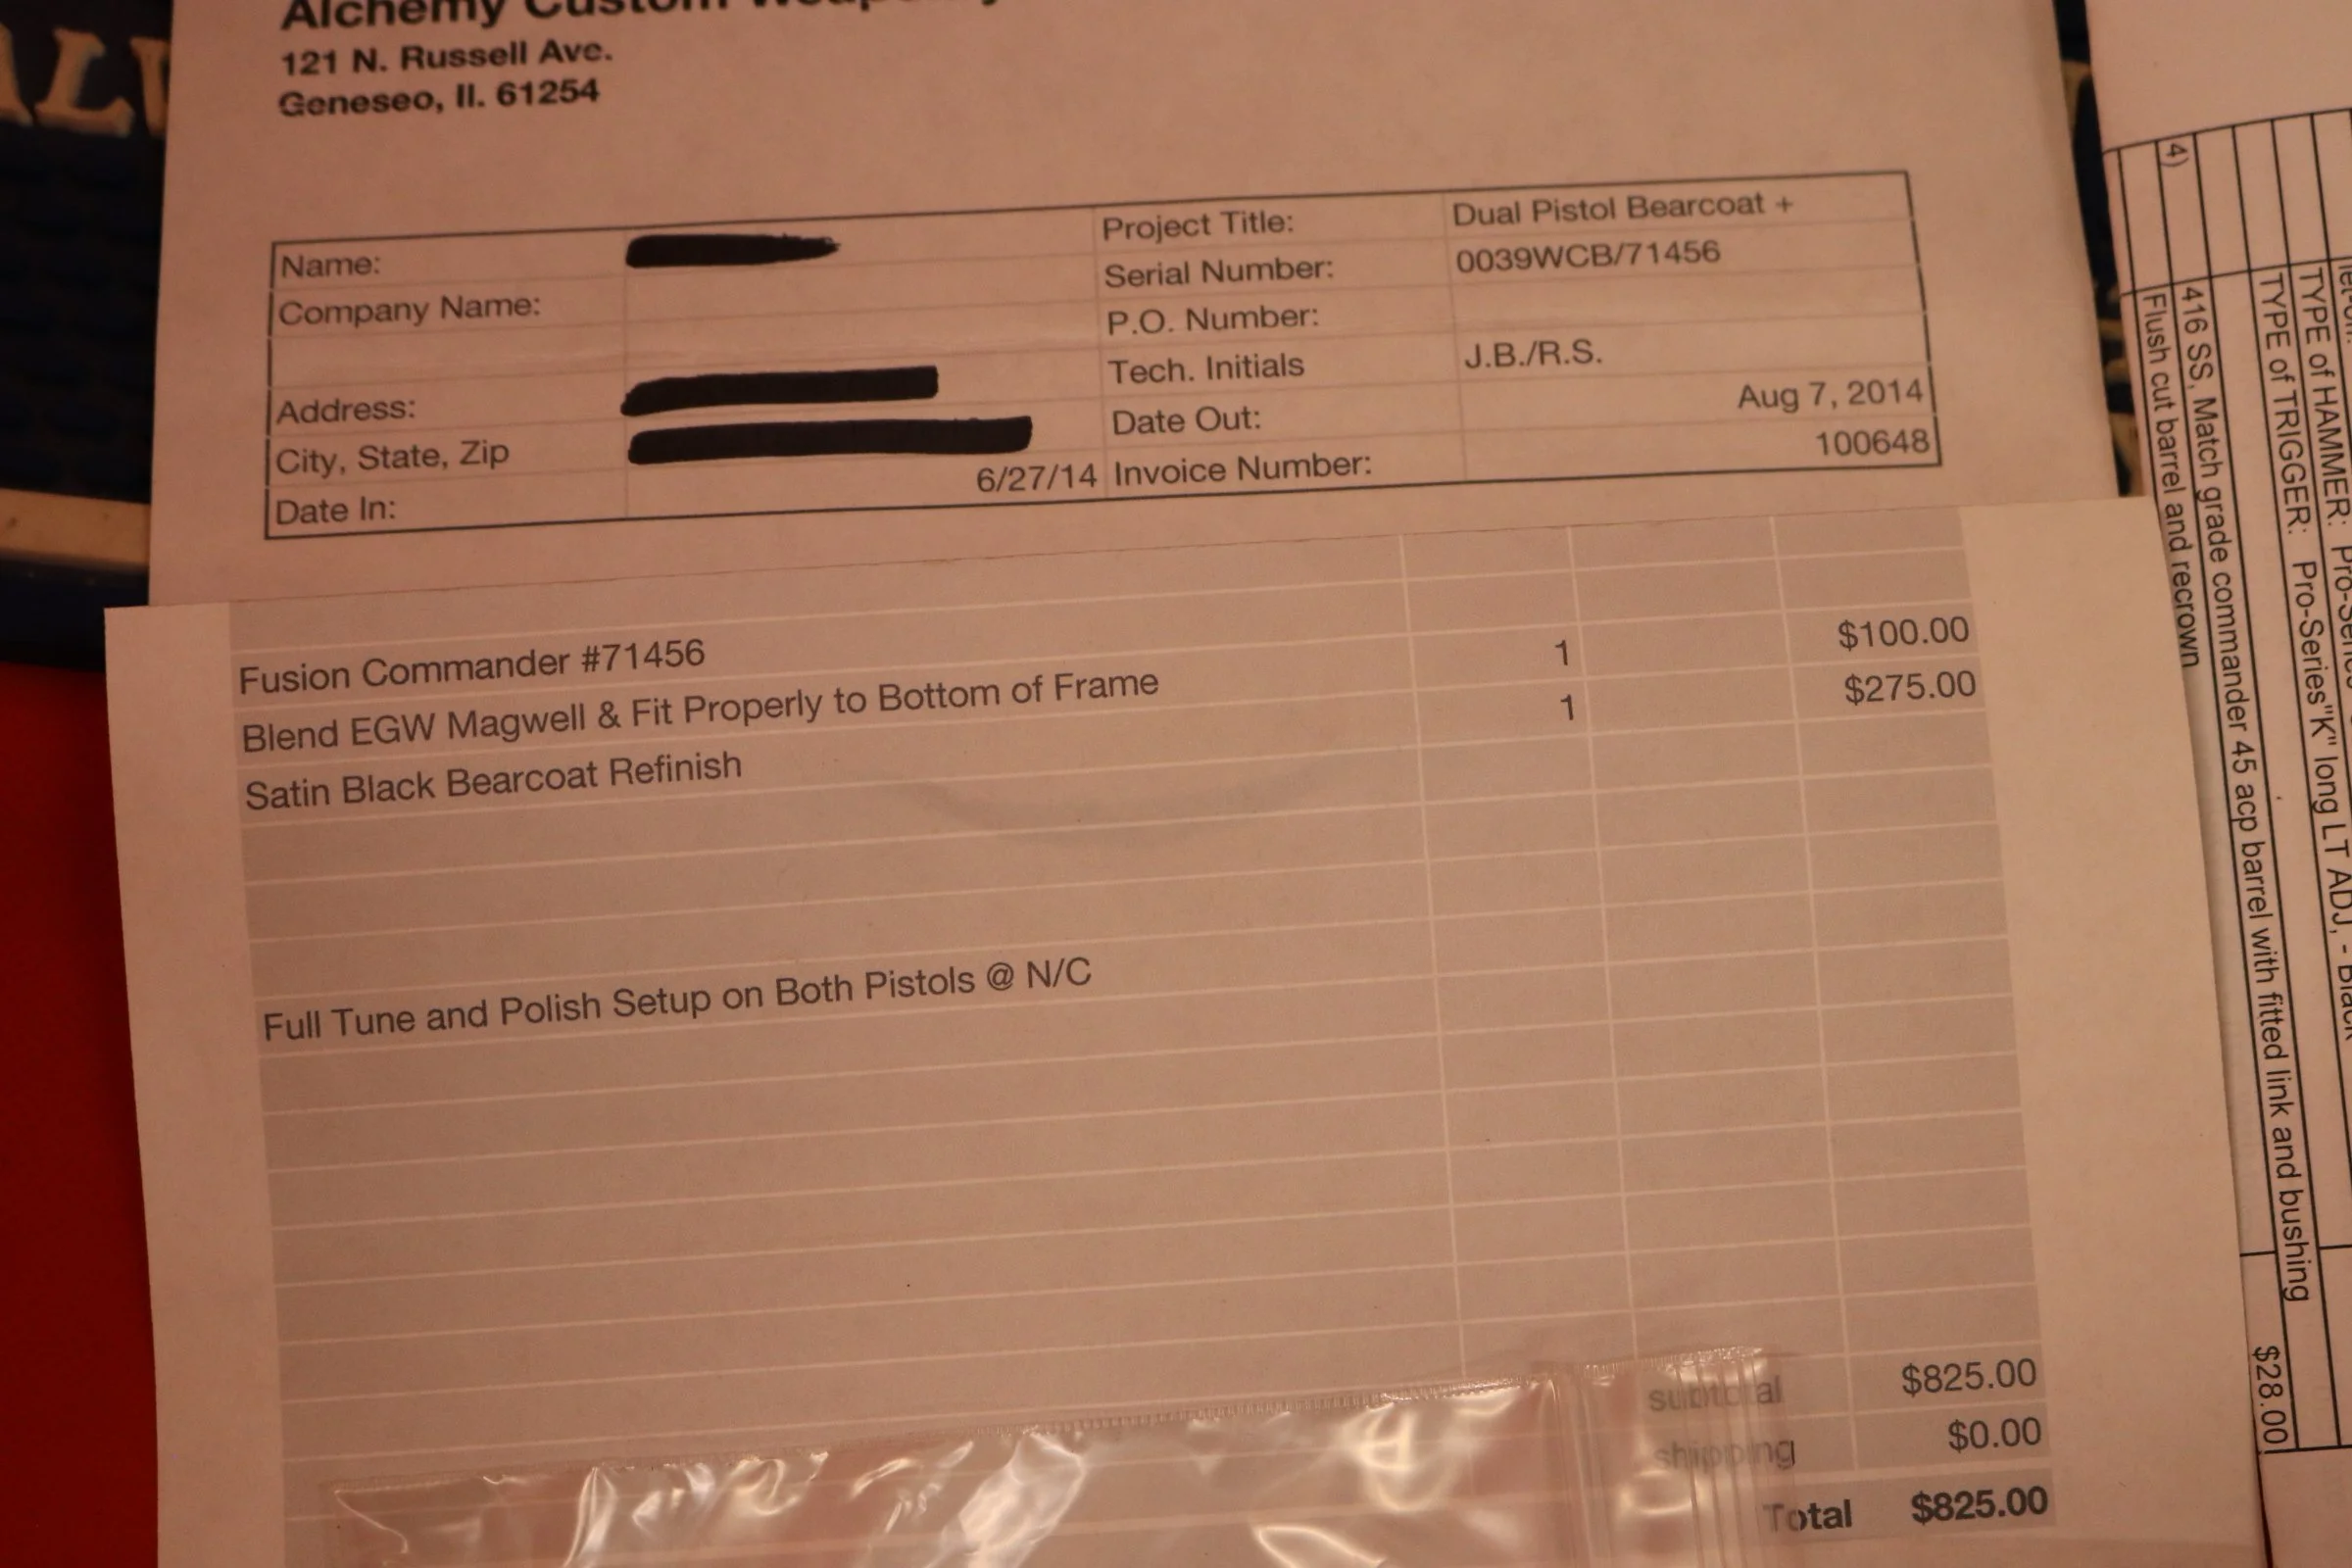 Alchemy Custom
121 N. Russell Ave.
Geneseo, Il. 61254
Name:
Company Name:
Address:
City, State, Zip
Date In: 6/27/14
Project Title: Dual Pistol Bearcoat +
Serial Number: 0039WCB/71456
P.O. Number:
Tech. Initials J.B./R.S.
Date Out: Aug 7, 2014
Invoice Number: 100648
Fusion Commander #71456
Blend EGW Magwell & Fit Properly to Bottom of Frame 1 $100.00
Satin Black Bearcoat Refinish 1 $275.00
Full Tune and Polish Setup on Both Pistols @ N/C
subtotal $825.00
shipping $0.00
Total $825.00
TYPE of HAMMER:
TYPE of TRIGGER: Pro-Series"K" long LT ADJ, - Black
4) 416 SS, Match grade commander 45 acp barrel with fitted link and bushing
Flush cut barrel and recrown $28.00